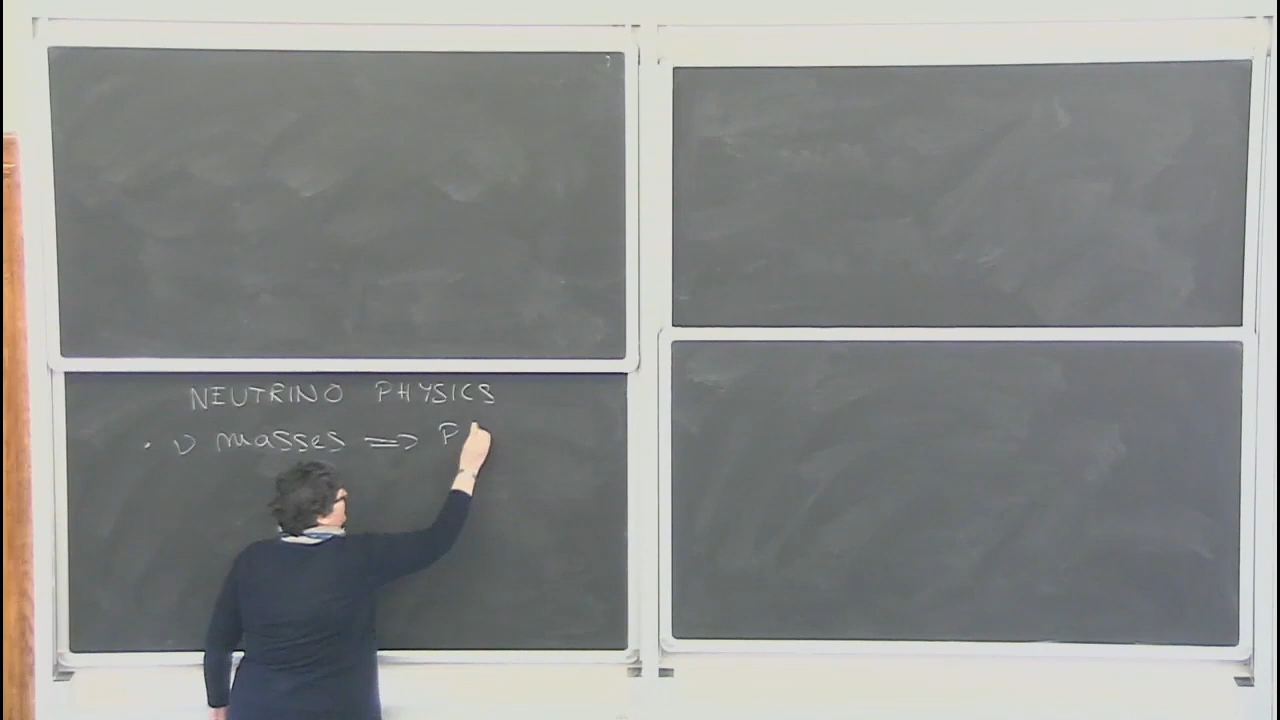 NEUTRINO PHYSICS
· ν masses => P